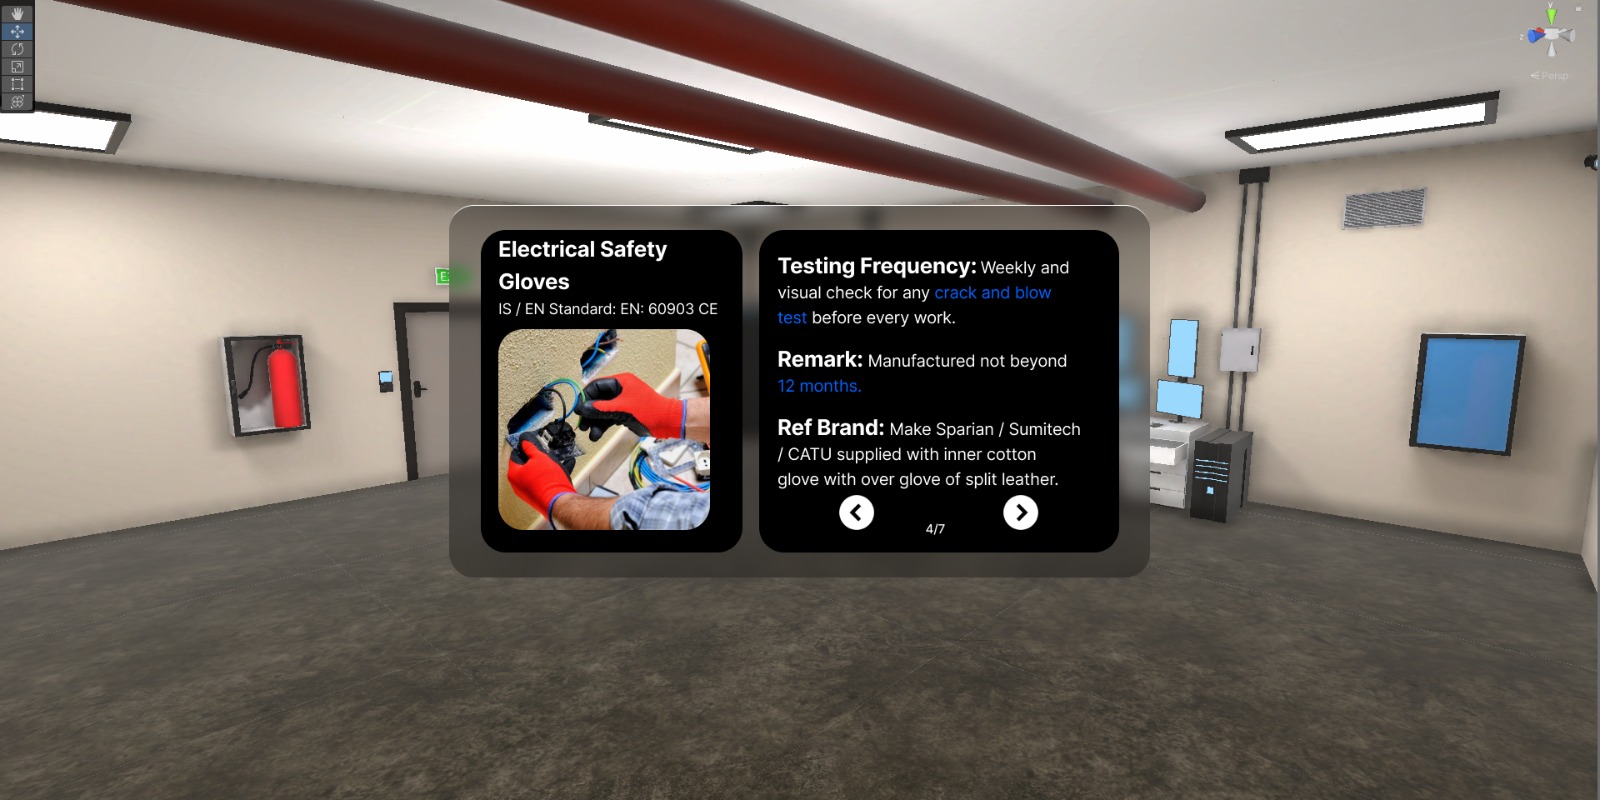 Persp
Electrical Safety
Gloves
IS / EN Standard: EN: 60903 CE
Testing Frequency: Weekly and
visual check for any crack and blow
test before every work.
Remark: Manufactured not beyond
12 months.
Ref Brand: Make Sparian / Sumitech
/ CATU supplied with inner cotton
glove with over glove of split leather.
4/7